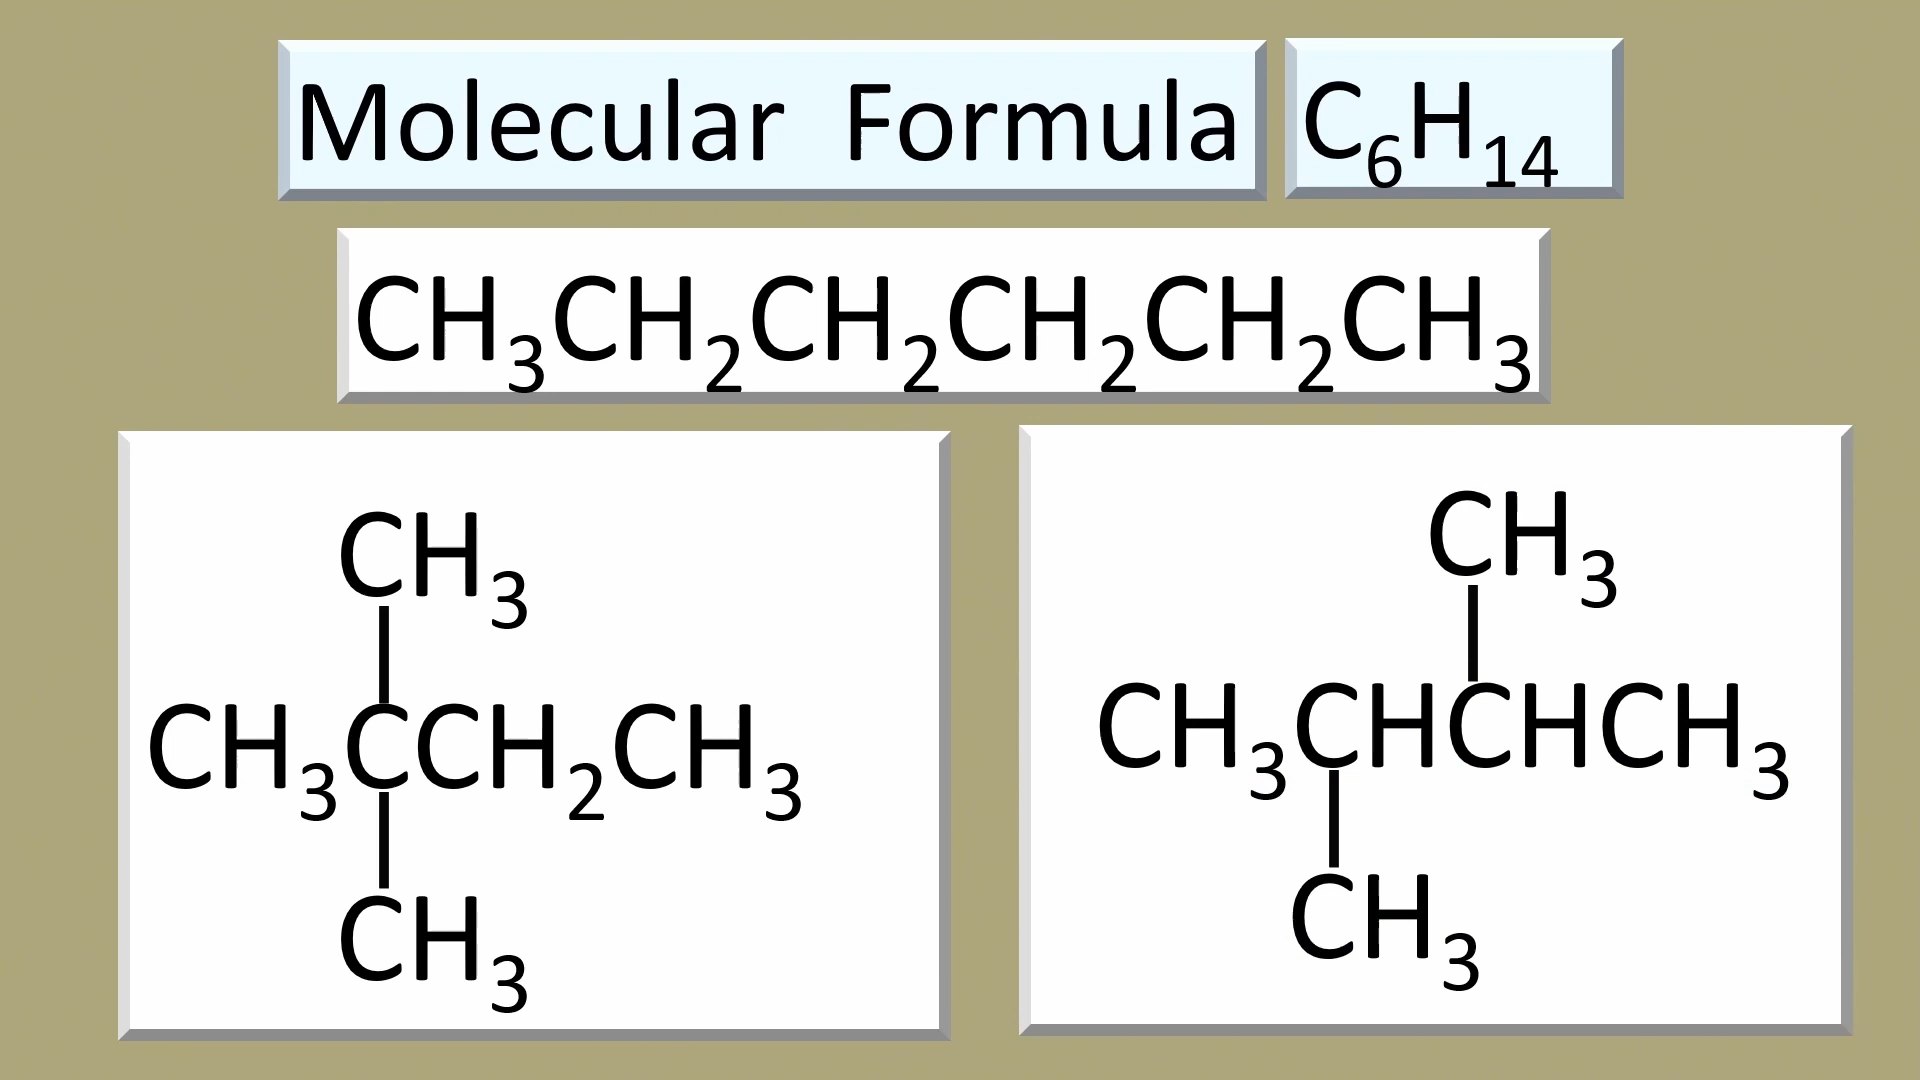 Molecular Formula C₆H₁₄
CH₃CH₂CH₂CH₂CH₂CH₃
CH₃
CH₃CCH₂CH₃
CH₃
CH₃
CH₃CHCHCH₃
CH₃